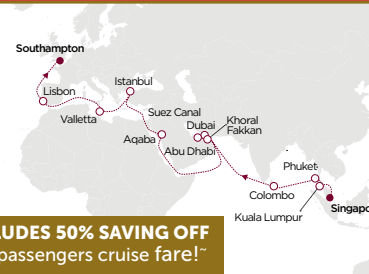 Southampton
Lisbon
Istanbul
Valletta
Suez Canal
Aqaba
Dubai
Khoral
Fakkan
Abu Dhabi
Phuket
Colombo
Kuala Lumpur
Singapo
LUDES 50% SAVING OFF
passengers cruise fare!~